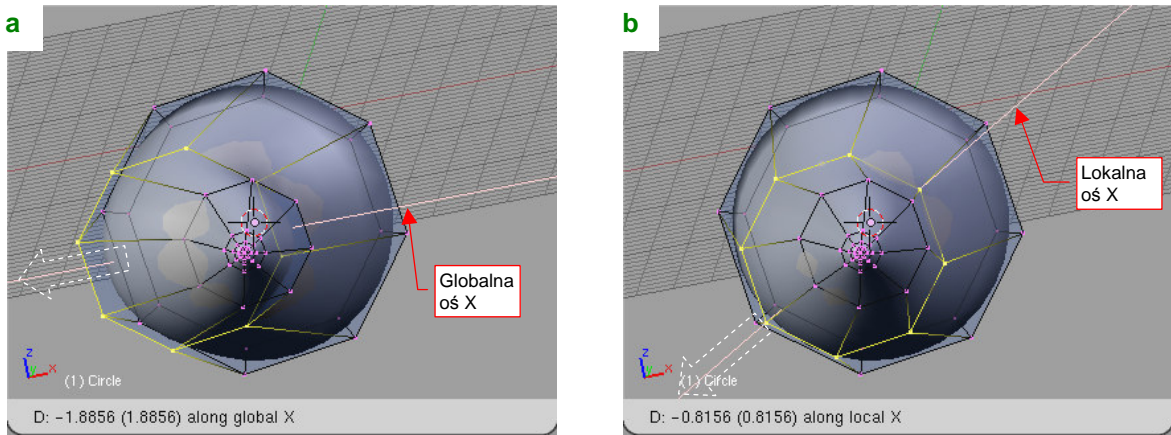 a
Globalna
oś X
z
x
(1) Circle
D: -1.8856 (1.8856) along global X
b
Lokalna
oś X
z
x
(1) Circle
D: -0.8156 (0.8156) along local X